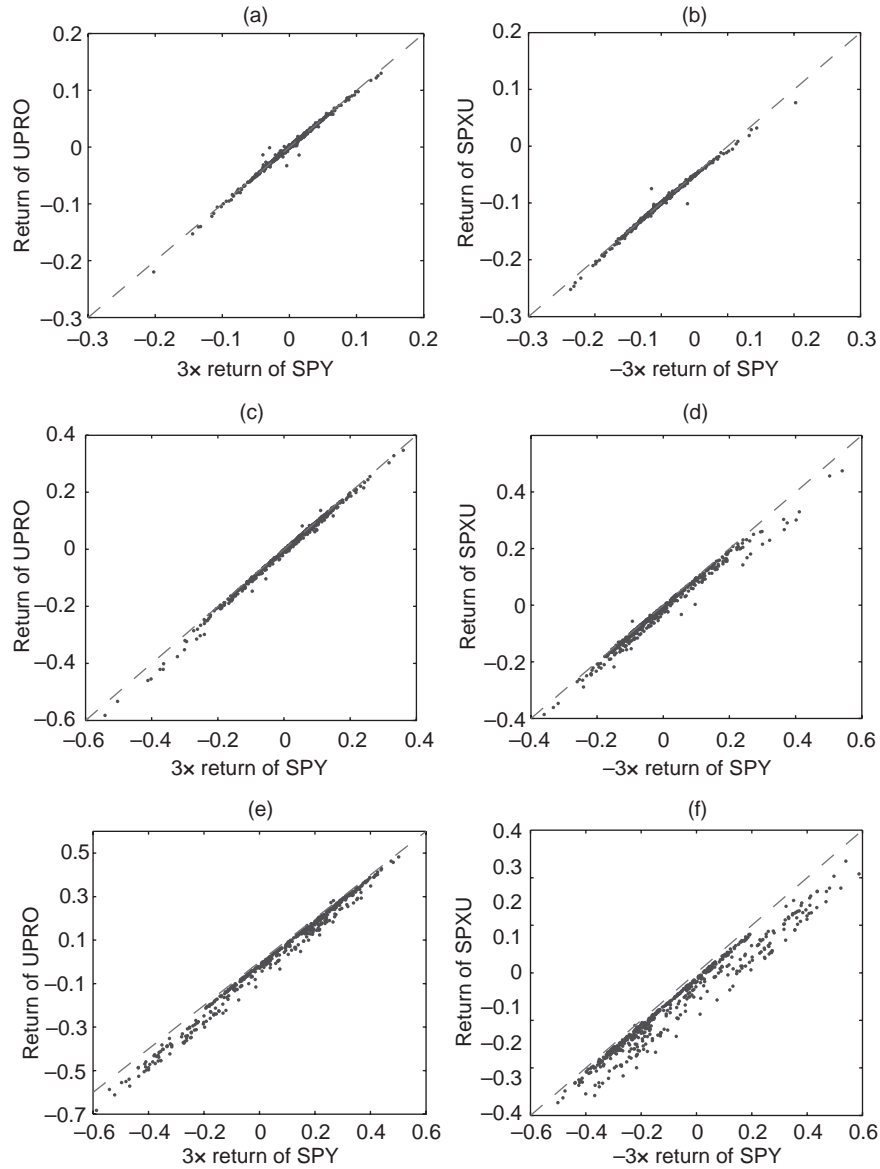 (a)
0.2
0.1
0
−0.1
−0.2
−0.3
Return of UPRO
−0.3 −0.2 −0.1 0 0.1 0.2
3× return of SPY
(b)
0.2
0.1
0
−0.1
−0.2
−0.3
Return of SPXU
−0.3 −0.2 −0.1 0 0.1 0.2 0.3
−3× return of SPY
(c)
0.4
0.2
0
−0.2
−0.4
−0.6
Return of UPRO
−0.6 −0.4 −0.2 0 0.2 0.4
3× return of SPY
(d)
0.4
0.2
0
−0.2
−0.4
Return of SPXU
−0.4 −0.2 0 0.2 0.4 0.6
−3× return of SPY
(e)
0.5
0.3
0.1
−0.1
−0.3
−0.5
−0.7
Return of UPRO
−0.6 −0.4 −0.2 0 0.2 0.4 0.6
3× return of SPY
(f)
0.4
0.3
0.2
0.1
0
−0.1
−0.2
−0.3
−0.4
Return of SPXU
−0.6 −0.4 −0.2 0 0.2 0.4 0.6
−3× return of SPY